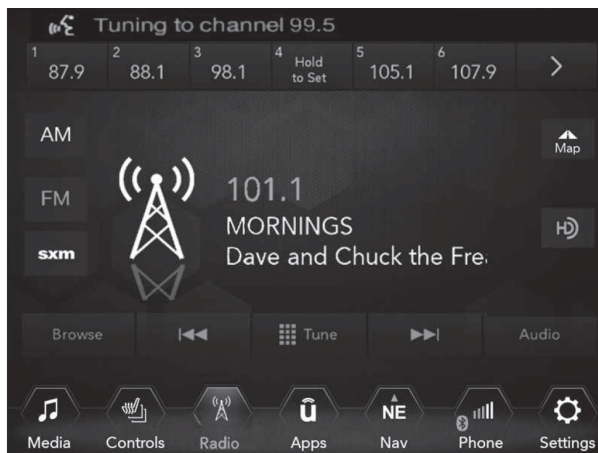 Tuning to channel 99.5
1 87.9 2 88.1 3 98.1 4 Hold to Set 5 105.1 6 107.9
AM
Map
101.1
FM
MORNINGS
HD
sxm
Dave and Chuck the Fre
Browse Tune Audio
û NE
Media Controls Radio Apps Nav Phone Settings